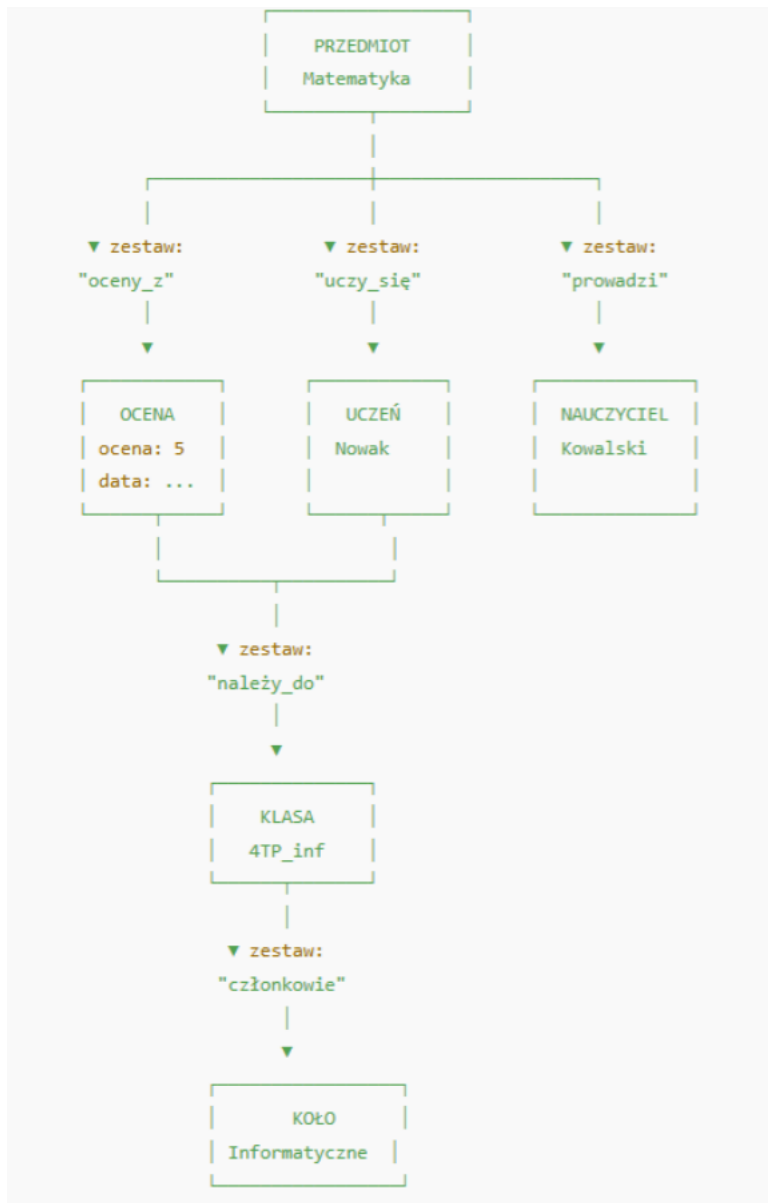 PRZEDMIOT
Matematyka
▼ zestaw: ▼ zestaw: ▼ zestaw:
"oceny_z" "uczy_się" "prowadzi"
OCENA UCZEŃ NAUCZYCIEL
ocena: 5 Nowak Kowalski
data: ...
▼ zestaw:
"należy_do"
KLASA
4TP_inf
▼ zestaw:
"członkowie"
KOŁO
Informatyczne